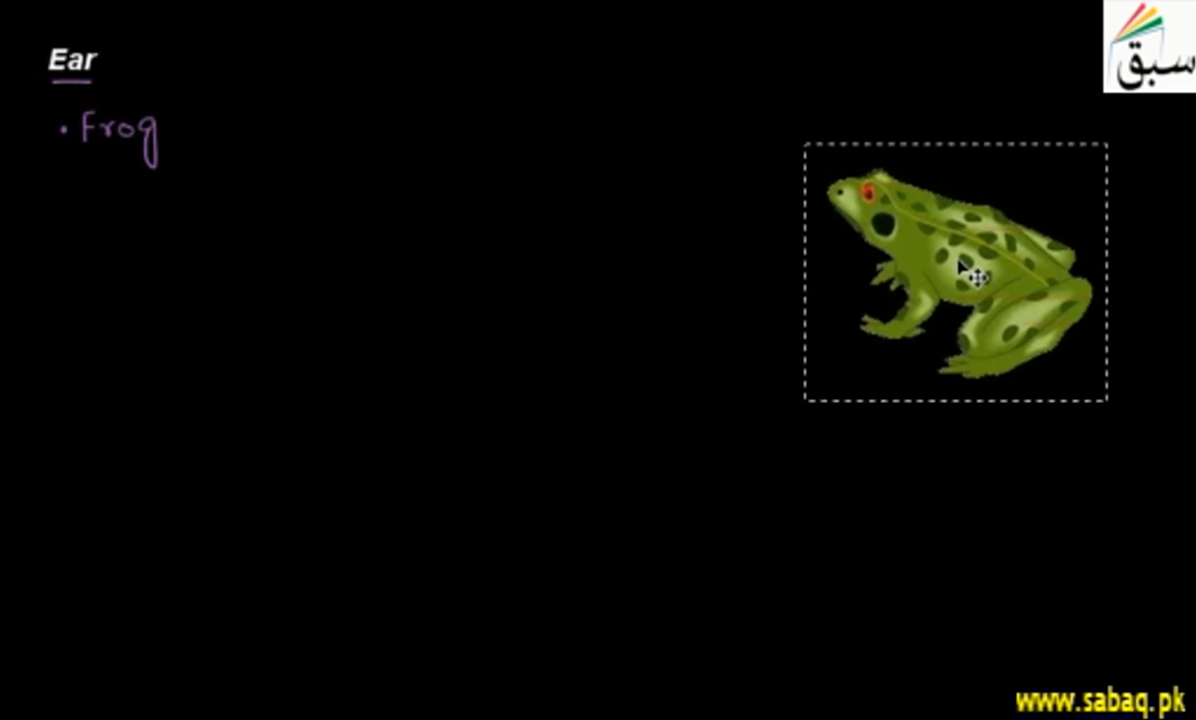 Ear
سبق
• Frog
www.sabaq.pk